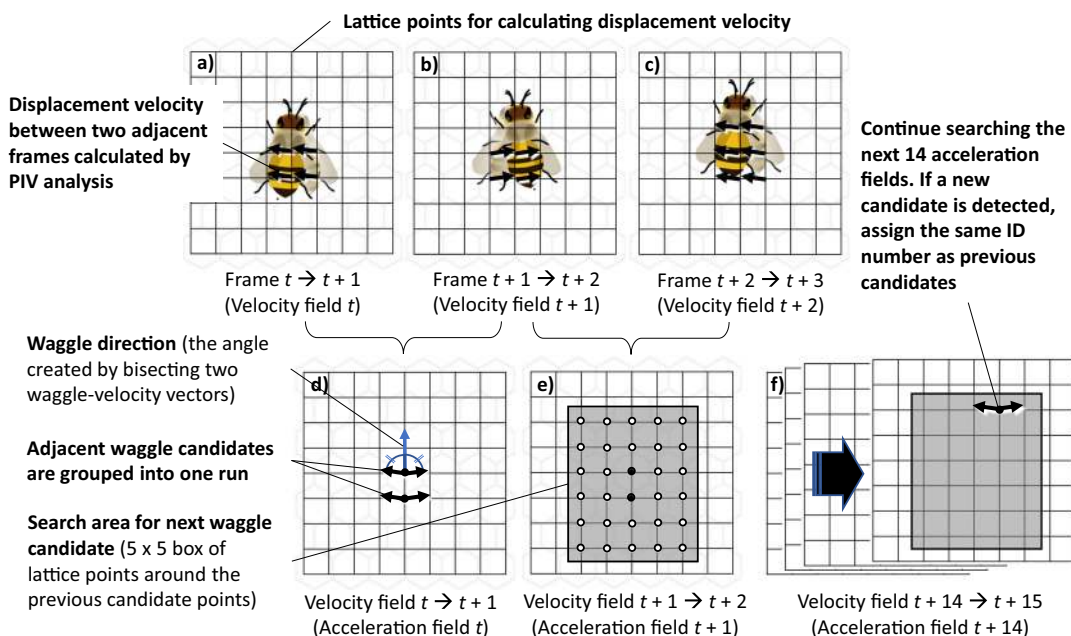 Lattice points for calculating displacement velocity
a)
b)
c)
Displacement velocity
between two adjacent
frames calculated by
PIV analysis
Continue searching the
next 14 acceleration
fields. If a new
candidate is detected,
assign the same ID
number as previous
candidates
Frame t → t + 1
(Velocity field t)
Frame t + 1 → t + 2
(Velocity field t + 1)
Frame t + 2 → t + 3
(Velocity field t + 2)
Waggle direction (the angle
created by bisecting two
waggle-velocity vectors)
Adjacent waggle candidates
are grouped into one run
Search area for next waggle
candidate (5 x 5 box of
lattice points around the
previous candidate points)
d)
e)
f)
Velocity field t → t + 1
(Acceleration field t)
Velocity field t + 1 → t + 2
(Acceleration field t + 1)
Velocity field t + 14 → t + 15
(Acceleration field t + 14)